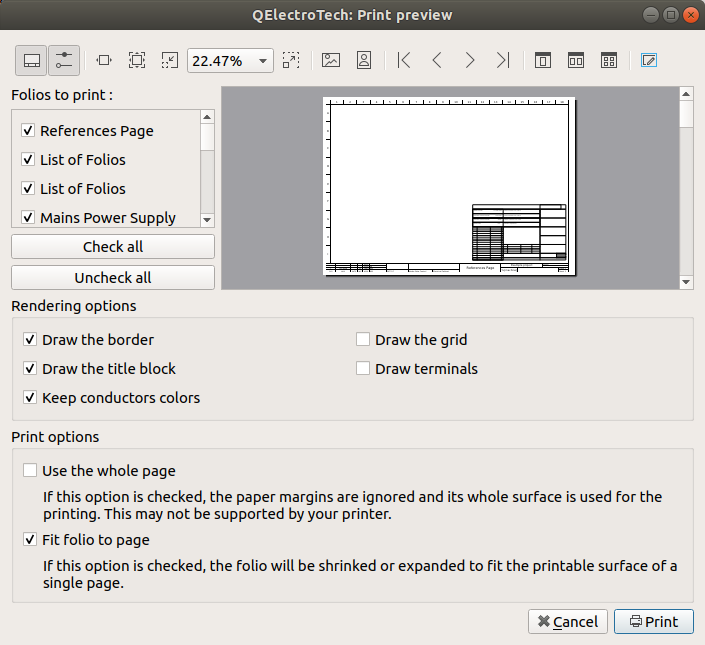 QElectroTech: Print preview
22.47%
Folios to print :
References Page
List of Folios
List of Folios
Mains Power Supply
Check all
Uncheck all
References Page
Rendering options
Draw the border
Draw the grid
Draw the title block
Draw terminals
Keep conductors colors
Print options
Use the whole page
If this option is checked, the paper margins are ignored and its whole surface is used for the
printing. This may not be supported by your printer.
Fit folio to page
If this option is checked, the folio will be shrinked or expanded to fit the printable surface of a
single page.
Cancel
Print